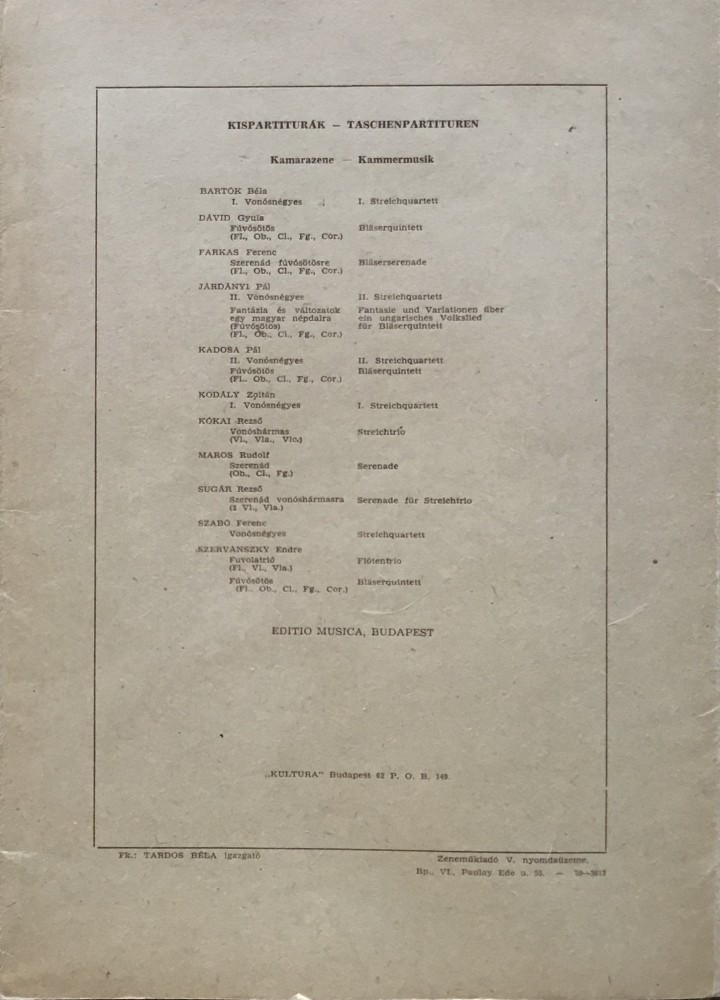 KISPARTITURÁK — TASCHENPARTITUREN
Kamarazene — Kammermusik
BARTÓK Béla
I. Vonósnégyes I. Streichquartett
DÁVID Gyula
Fúvósötös Bläserquintett
(Fl., Ob., Cl., Fg., Cor.)
FARKAS Ferenc
Szerenád fúvósötösre Bläserserenade
(Fl., Ob., Cl., Fg., Cor.)
JÁRDÁNYI Pál
II. Vonósnégyes II. Streichquartett
Fantázia és változatok Fantasie und Variationen über
egy magyar népdalra ein ungarisches Volkslied
(Fúvósötös) für Bläserquintett
(Fl., Ob., Cl., Fg., Cor.)
KADOSA Pál
II. Vonósnégyes II. Streichquartett
Fúvósötös Bläserquintett
(Fl.. Ob., Cl., Fg., Cor.)
KODÁLY Zoltán
I. Vonósnégyes I. Streichquartett
KÓKAI Rezső
Vonóshármas Streichtrio
(Vl., Vla., Vlc.)
MAROS Rudolf
Szerenád Serenade
(Ob., Cl., Fg.)
SUGÁR Rezső
Szerenád vonóshármasra Serenade für Streichtrio
(2 Vl., Vla.)
SZABÓ Ferenc
Vonósnégyes Streichquartett
SZERVÁNSZKY Endre
Fuvolatrió Flötentrio
(Fl., Vl., Vla.)
Fúvósötös Bläserquintett
(Fl.. Ob., Cl., Fg., Cor.)
EDITIO MUSICA, BUDAPEST
„KULTURA" Budapest 62 P. O. B. 149
Fk.: TARDOS BÉLA igazgató
Zeneműkiadó V. nyomdaüzeme.
Bp., VI., Paulay Ede u. —